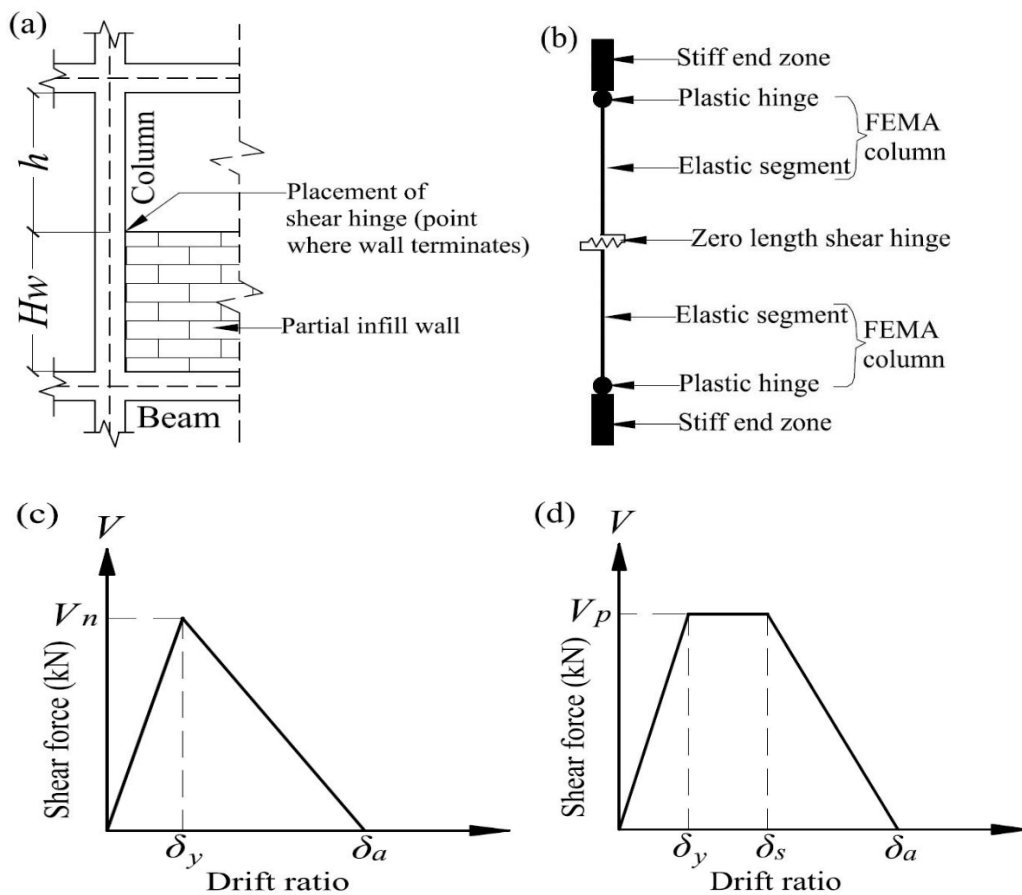 (a)
h
Hw
Column
Placement of
shear hinge (point
where wall terminates)
Partial infill wall
Beam
(b)
Stiff end zone
Plastic hinge
Elastic segment
FEMA
column
Zero length shear hinge
Elastic segment
FEMA
column
Plastic hinge
Stiff end zone
(c)
V
Vn
Shear force (kN)
δy
δa
Drift ratio
(d)
V
Vp
Shear force (kN)
δy
δs
δa
Drift ratio